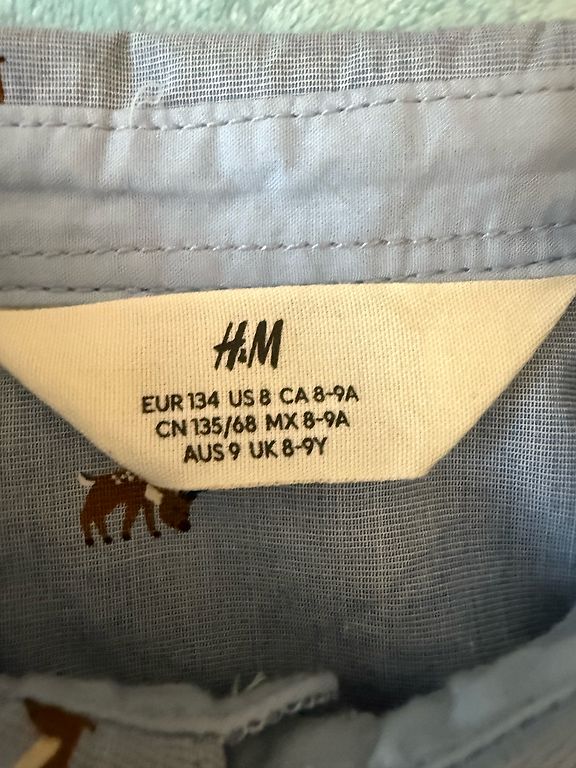 H&M
EUR 134 US 8 CA 8-9A
CN 135/68 MX 8-9A
AUS 9 UK 8-9Y